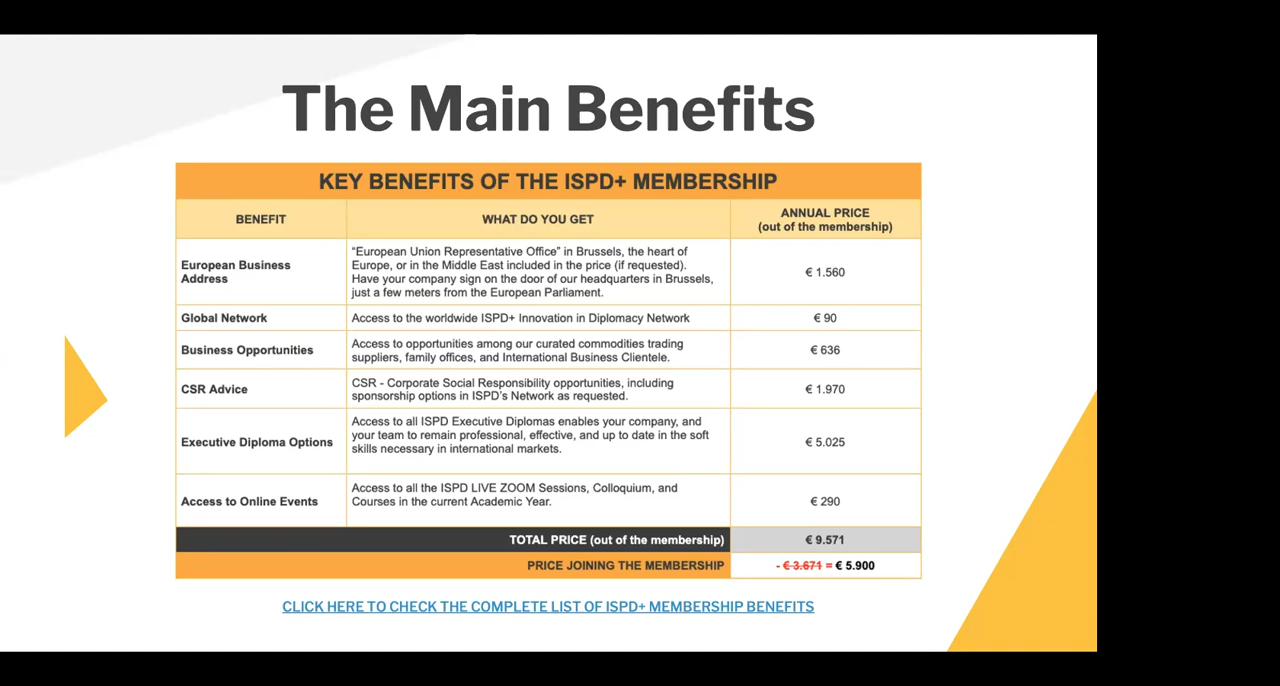 The Main Benefits
KEY BENEFITS OF THE ISPD+ MEMBERSHIP
BENEFIT
WHAT DO YOU GET
ANNUAL PRICE
(out of the membership)
European Business
Address
“European Union Representative Office” in Brussels, the heart of
Europe, or in the Middle East included in the price (if requested).
Have your company sign on the door of our headquarters in Brussels,
just a few meters from the European Parliament.
€ 1.560
Global Network
Access to the worldwide ISPD+ Innovation in Diplomacy Network
€ 90
Business Opportunities
Access to opportunities among our curated commodities trading
suppliers, family offices, and International Business Clientele.
€ 636
CSR Advice
CSR - Corporate Social Responsibility opportunities, including
sponsorship options in ISPD's Network as requested.
€ 1.970
Executive Diploma Options
Access to all ISPD Executive Diplomas enables your company, and
your team to remain professional, effective, and up to date in the soft
skills necessary in international markets.
€ 5.025
Access to Online Events
Access to all the ISPD LIVE ZOOM Sessions, Colloquium, and
Courses in the current Academic Year.
€ 290
TOTAL PRICE (out of the membership)
€ 9.571
PRICE JOINING THE MEMBERSHIP
- € 3.671 = € 5.900
CLICK HERE TO CHECK THE COMPLETE LIST OF ISPD+ MEMBERSHIP BENEFITS